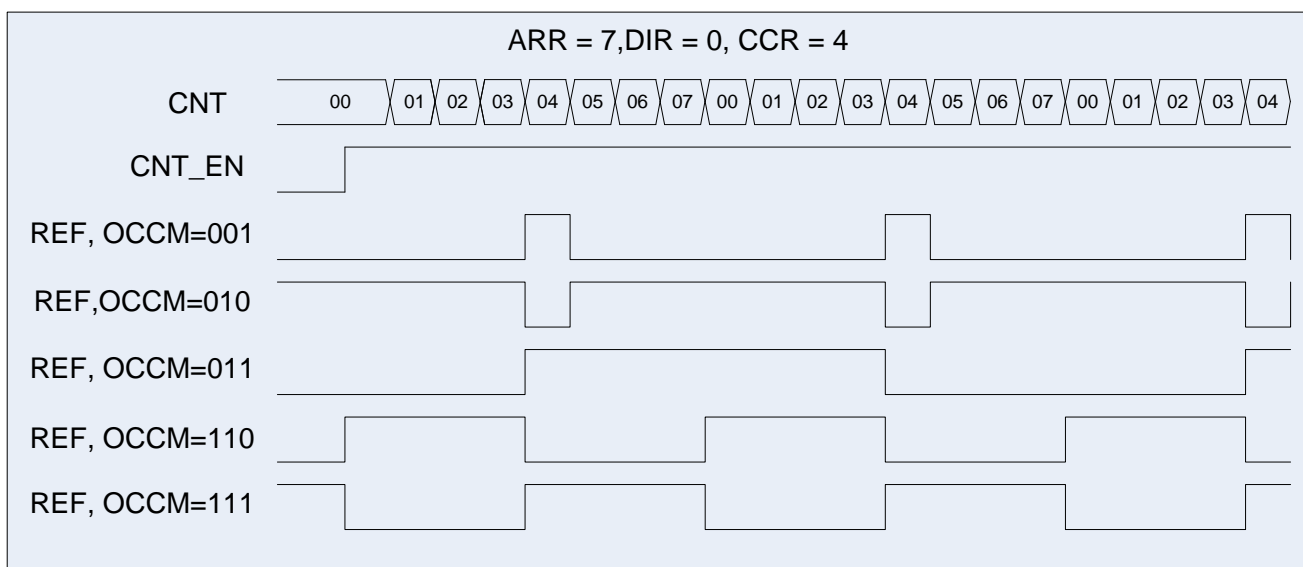 ARR = 7,DIR = 0, CCR = 4
CNT 00 01 02 03 04 05 06 07 00 01 02 03 04 05 06 07 00 01 02 03 04
CNT_EN
REF, OCCM=001
REF,OCCM=010
REF, OCCM=011
REF, OCCM=110
REF, OCCM=111